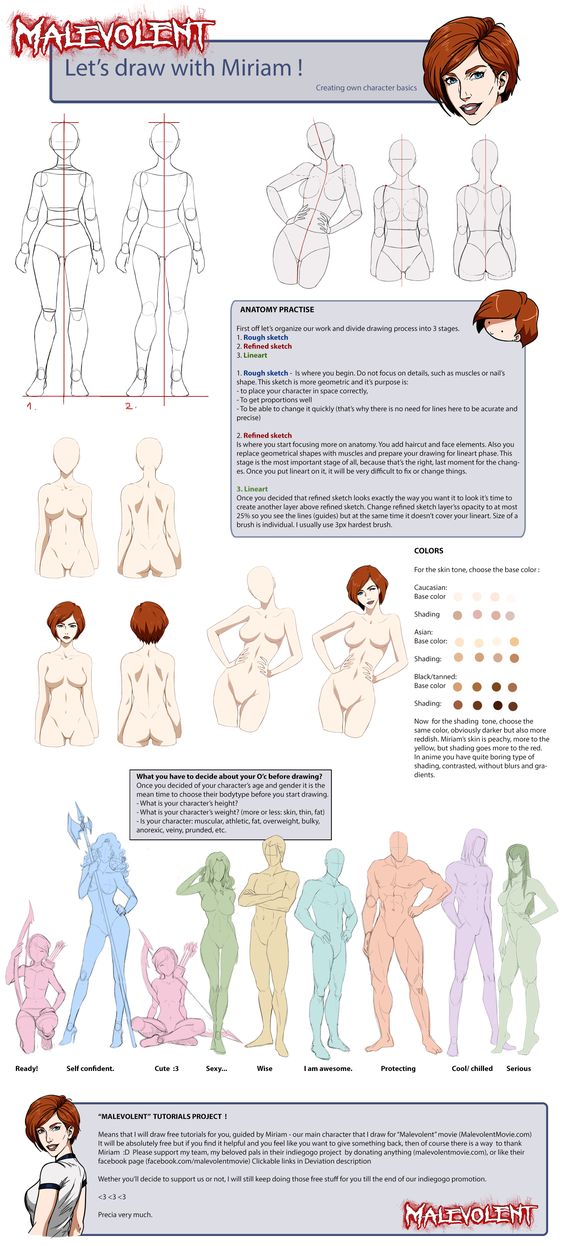 MALEVOLENT
Let's draw with Miriam !
Creating own character basics
1.
2.
ANATOMY PRACTISE
First off let's organize our work and divide drawing process into 3 stages.
1. Rough sketch
2. Refined sketch
3. Lineart
1. Rough sketch - Is where you begin. Do not focus on details, such as muscles or nail's
shape. This sketch is more geometric and it's purpose is:
- to place your character in space correctly,
- To get proportions well
- To be able to change it quickly (that's why there is no need for lines here to be acurate and
precise)
2. Refined sketch
Is where you start focusing more on anatomy. You add haircut and face elements. Also you
replace geometrical shapes with muscles and prepare your drawing for lineart phase. This
stage is the most important stage of all, because that's the right, last moment for the chang-
es. Once you put lineart on it, it will be very difficult to fix or change things.
3. Lineart
Once you decided that refined sketch looks exactly the way you want it to look it's time to
create another layer above refined sketch. Change refined sketch layer'ss opacity to at most
25% so you see the lines (guides) but at the same time it doesn't cover your lineart. Size of a
brush is individual. I usually use 3px hardest brush.
COLORS
For the skin tone, choose the base color :
Caucasian:
Base color
Shading
Asian:
Base color:
Shading:
Black/tanned:
Base color
Shading:
Now for the shading tone, choose the
same color, obviously darker but also more
reddish. Miriam's skin is peachy, more to the
yellow, but shading goes more to the red.
In anime you have quite boring type of
shading, contrasted, without blurs and gra-
dients.
What you have to decide about your O'c before drawing?
Once you decided of your character's age and gender it is the
mean time to choose their bodytype before you start drawing.
- What is your character's height?
- What is your character's weight? (more or less: skin, thin, fat)
- Is your character: muscular, athletic, fat, overweight, bulky,
anorexic, veiny, prunded, etc.
Ready!
Self confident.
Cute :3
Sexy...
Wise
I am awesome.
Protecting
Cool/ chilled
Serious
"MALEVOLENT" TUTORIALS PROJECT !
Means that I will draw free tutorials for you, guided by Miriam - our main character that I draw for "Malevolent" movie (MalevolentMovie.com)
It will be absolutely free but if you find it helpful and you feel like you want to give something back, then of course there is a way to thank
Miriam :D Please support my team, my beloved pals in their indiegogo project by donating anything (malevolentmovie.com), or like their
facebook page (facebook.com/malevolentmovie) Clickable links in Deviation description
Wether you'll decide to support us or not, I will still keep doing those free stuff for you till the end of our indiegogo promotion.
<3 <3 <3
Precia very much.
MALEVOLENT